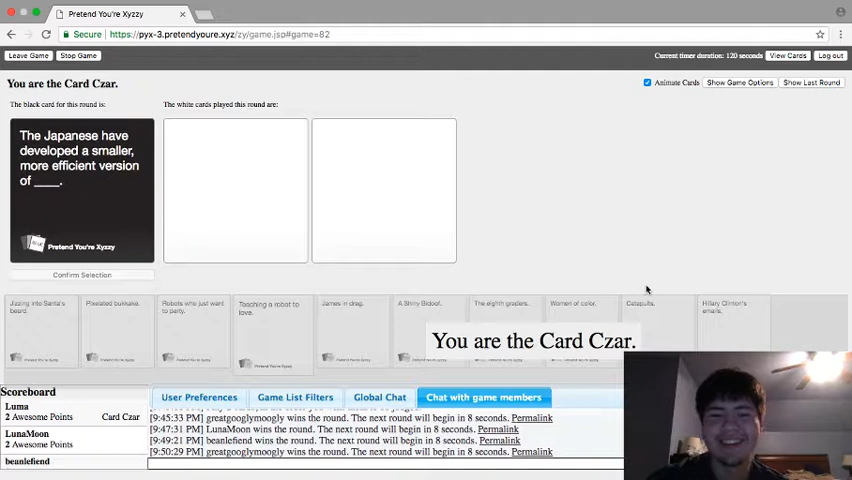 Pretend You're Xyzzy
Secure
https://pyx-3.pretendyoure.xyz/zy/game.jsp#game=82
Leave Game
Stop Game
Current timer duration: 120 seconds
View Cards
Log out
You are the Card Czar.
Animate Cards
Show Game Options
Show Last Round
The black card for this round is:
The white cards played this round are:
The Japanese have
developed a smaller,
more efficient version
of ____.
Pretend You're Xyzzy
Confirm Selection
Jizzing into Santa's
beard.
Pixelated bukkake.
Robots who just want
to party.
Teaching a robot to
love.
James in drag.
A Shiny Bidoof.
The eighth graders.
Women of color.
Catapults.
Hillary Clinton's
emails.
You are the Card Czar.
Scoreboard
User Preferences
Game List Filters
Global Chat
Chat with game members
Luma
2 Awesome Points
Card Czar
LunaMoon
2 Awesome Points
beanlefiend
[9:45:33 PM] greatgooglymoogly wins the round. The next round will begin in 8 seconds. Permalink
[9:47:31 PM] LunaMoon wins the round. The next round will begin in 8 seconds. Permalink
[9:49:21 PM] beanlefiend wins the round. The next round will begin in 8 seconds. Permalink
[9:50:29 PM] greatgooglymoogly wins the round. The next round will begin in 8 seconds. Permalink